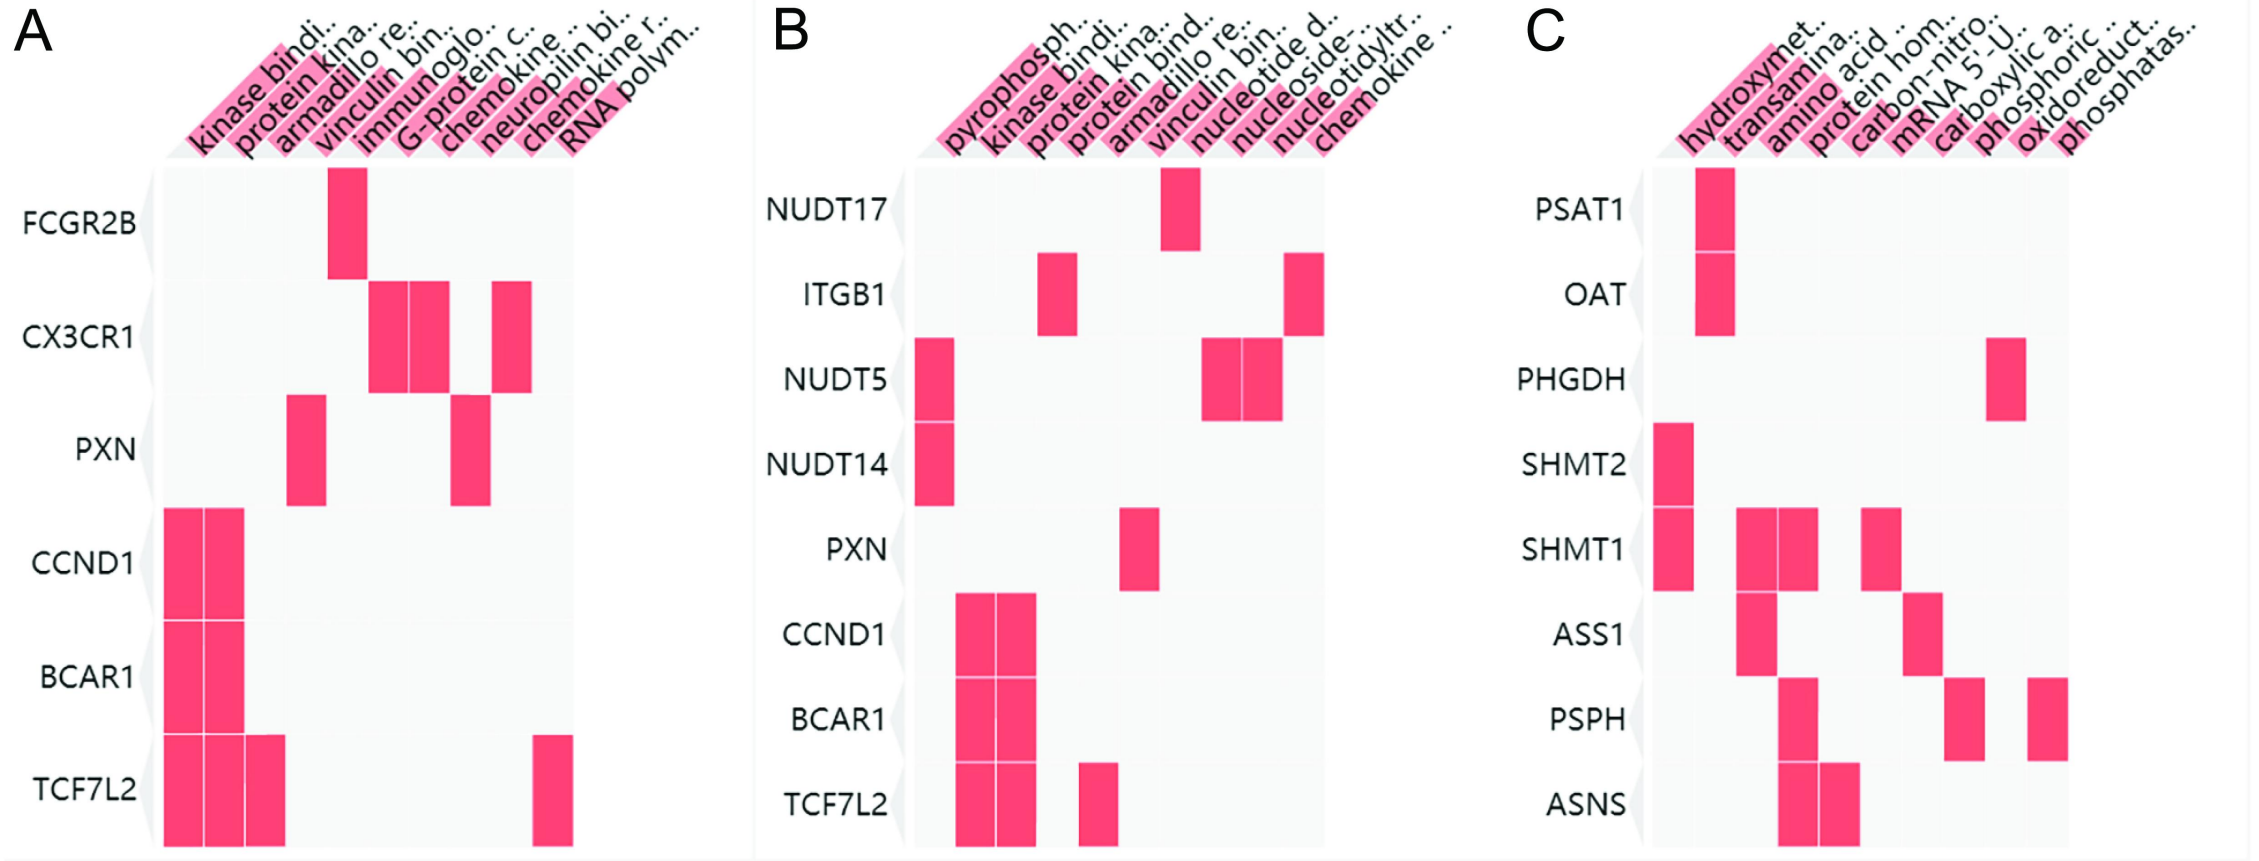 A
kinase bindi..
protein kina..
armadillo re..
vinculin bin..
immunoglo..
G-protein c..
chemokine ..
neuropilin bi..
chemokine r..
RNA polym..
FCGR2B
CX3CR1
PXN
CCND1
BCAR1
TCF7L2
B
pyrophosph..
kinase bindi..
protein kina..
protein bind..
armadillo re..
vinculin bin..
nucleotide d..
nucleoside-..
nucleotidyltr..
chemokine ..
NUDT17
ITGB1
NUDT5
NUDT14
PXN
CCND1
BCAR1
TCF7L2
C
hydroxymet..
transamina..
amino acid ..
protein hom..
carbon-nitro..
mRNA 5'-U..
carboxylic a..
phosphoric ..
oxidoreduct..
phosphatas..
PSAT1
OAT
PHGDH
SHMT2
SHMT1
ASS1
PSPH
ASNS